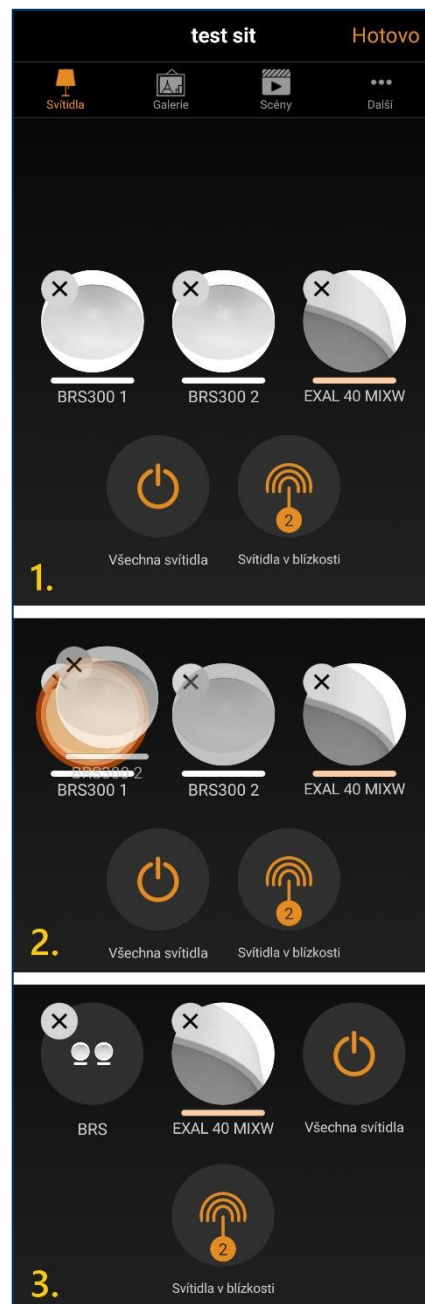 test sit Hotovo
Svítidla Galerie Scény Další
BRS300 1 BRS300 2 EXAL 40 MIXW
2
Všechna svítidla Svítidla v blízkosti
1.
BRS300 2
BRS300 1 BRS300 2 EXAL 40 MIXW
2
Všechna svítidla Svítidla v blízkosti
2.
BRS EXAL 40 MIXW Všechna svítidla
2
Svítidla v blízkosti
3.